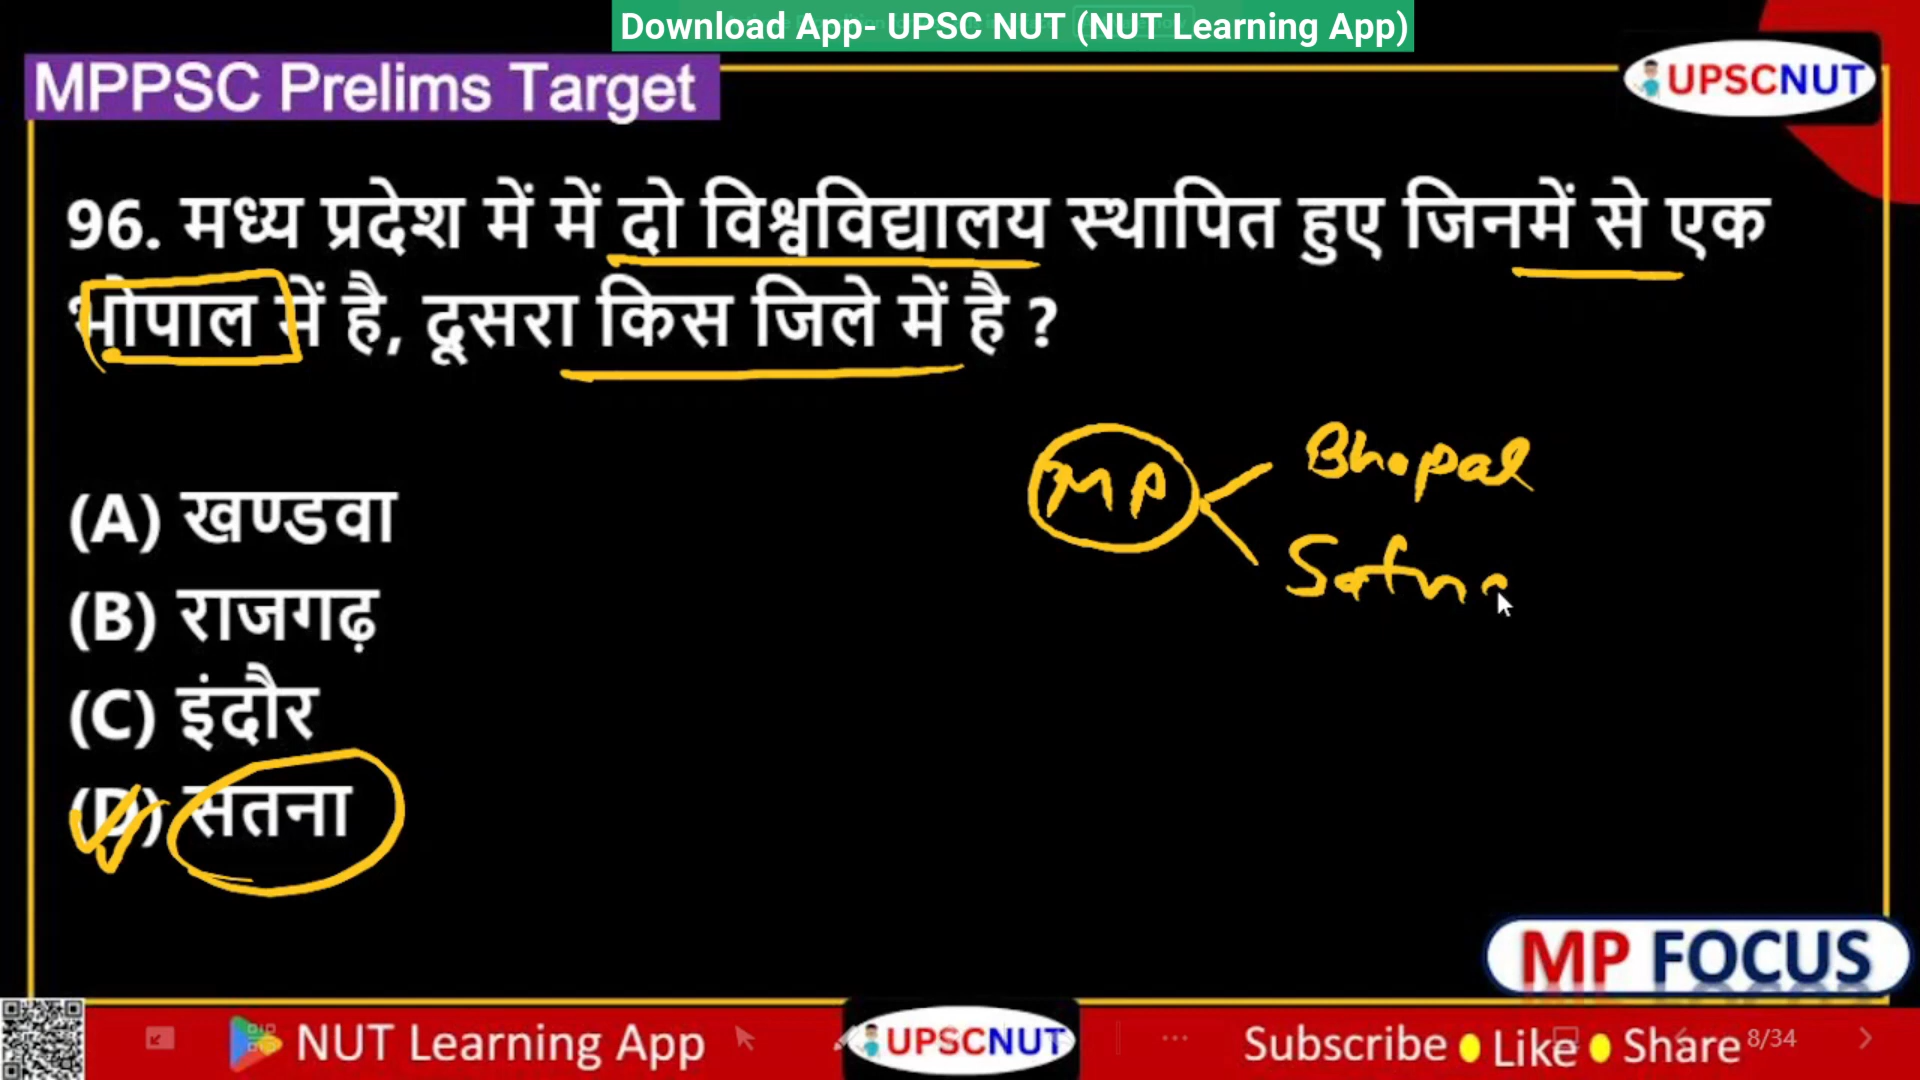 Download App- UPSC NUT (NUT Learning App)
MPPSC Prelims Target
UPSCNUT
96. मध्य प्रदेश में में दो विश्वविद्यालय स्थापित हुए जिनमें से एक
भोपाल में है, दूसरा किस जिले में है ?
MP
Bhopal
Satna
(A) खण्डवा
(B) राजगढ़
(C) इंदौर
(D) सतना
MP FOCUS
NUT Learning App
UPSCNUT
Subscribe Like Share
8/34